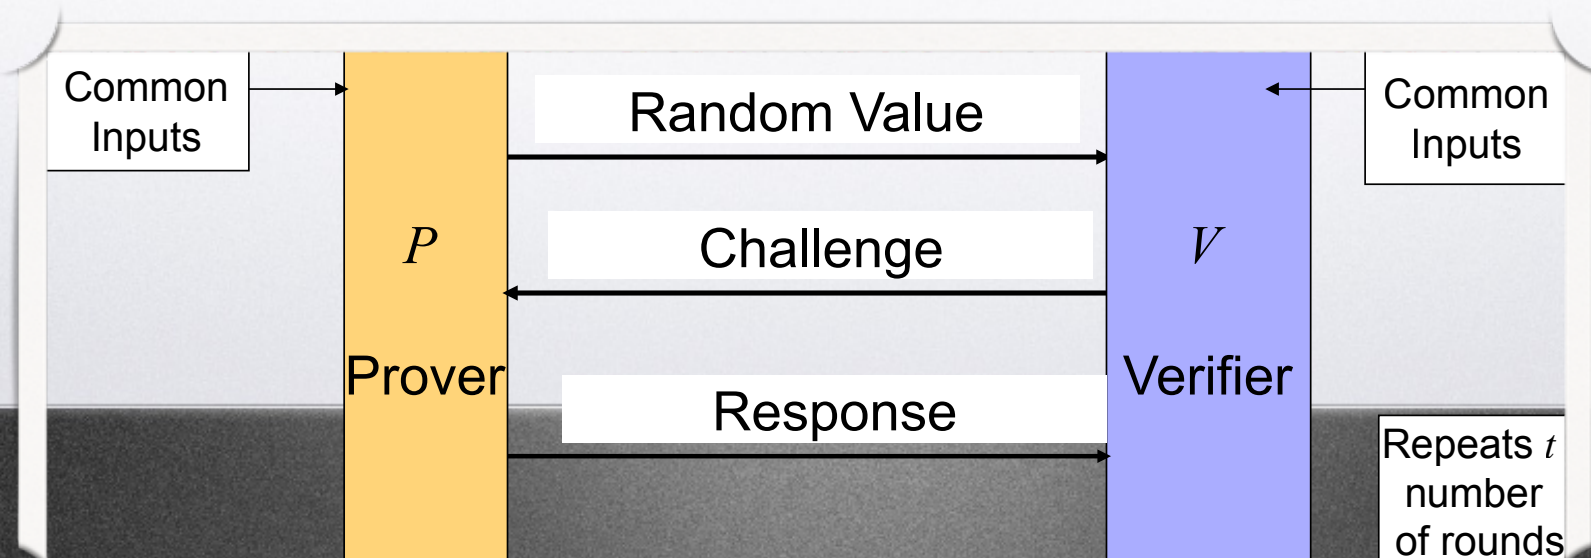 Common
Inputs
Random Value
Common
Inputs
P
Challenge
V
Prover
Response
Verifier
Repeats t
number
of rounds